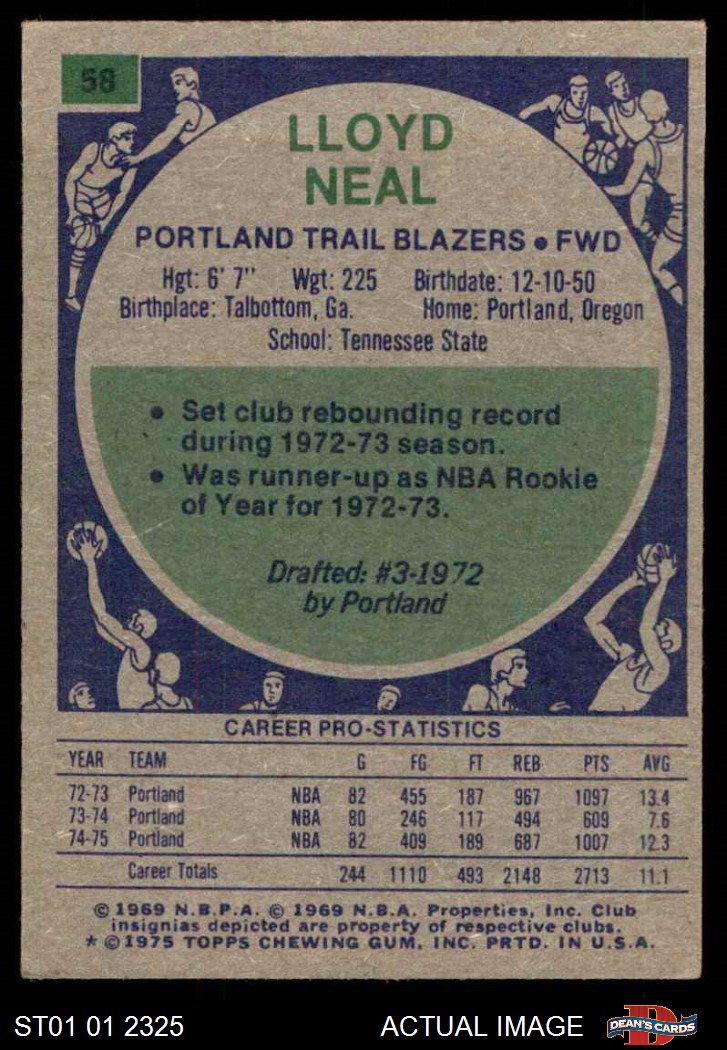 58
LLOYD
NEAL
PORTLAND TRAIL BLAZERS • FWD
Hgt: 6' 7" Wgt: 225 Birthdate: 12-10-50
Birthplace: Talbottom, Ga. Home: Portland, Oregon
School: Tennessee State
• Set club rebounding record
during 1972-73 season.
• Was runner-up as NBA Rookie
of Year for 1972-73.
Drafted: #3-1972
by Portland
CAREER PRO-STATISTICS
YEAR TEAM G FG FT REB PTS AVG
72-73 Portland NBA 82 455 187 967 1097 13.4
73-74 Portland NBA 80 246 117 494 609 7.6
74-75 Portland NBA 82 409 189 687 1007 12.3
Career Totals 244 1110 493 2148 2713 11.1
© 1969 N.B.P.A. © 1969 N.B.A. Properties, Inc. Club
insignias depicted are property of respective clubs.
* © 1975 TOPPS CHEWING GUM, INC. PRTD. IN U.S.A.
ST01 01 2325 ACTUAL IMAGE D DEAN'S CARDS